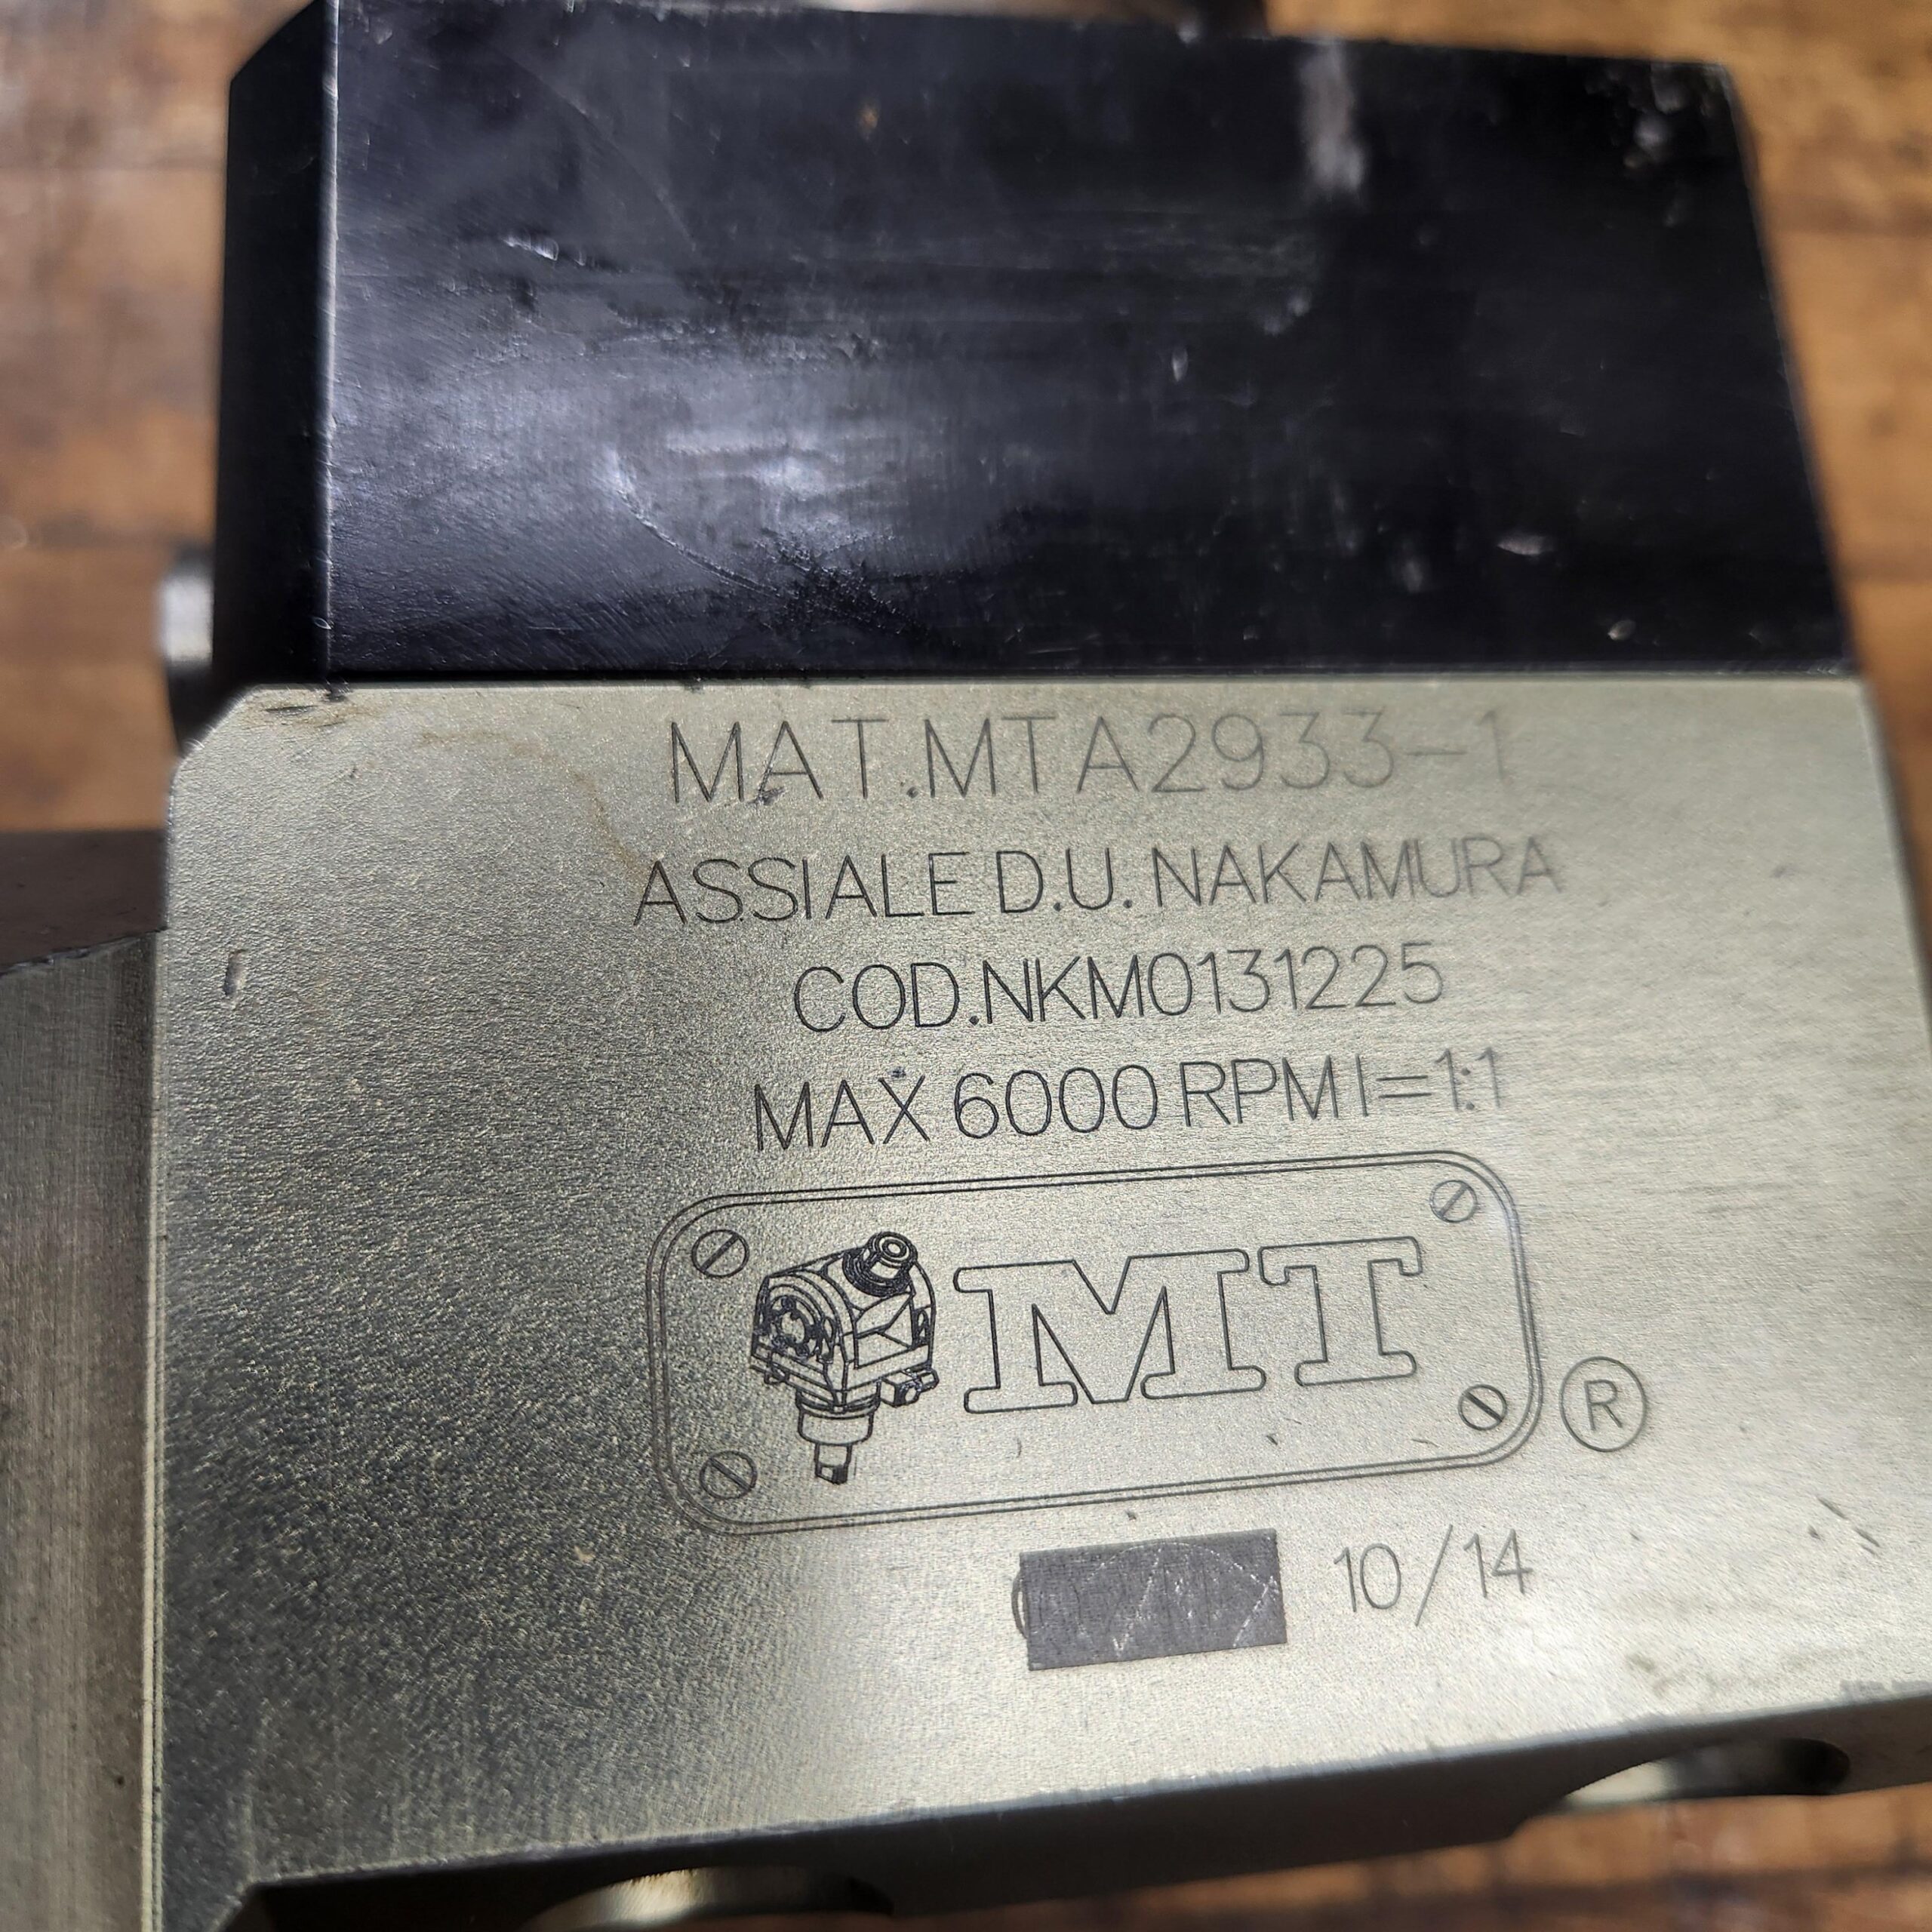 MAT.MTA2933-1
ASSIALE D.U. NAKAMURA
COD.NKM0131225
MAX 6000 RPM I=1:1
MT
®
10/14